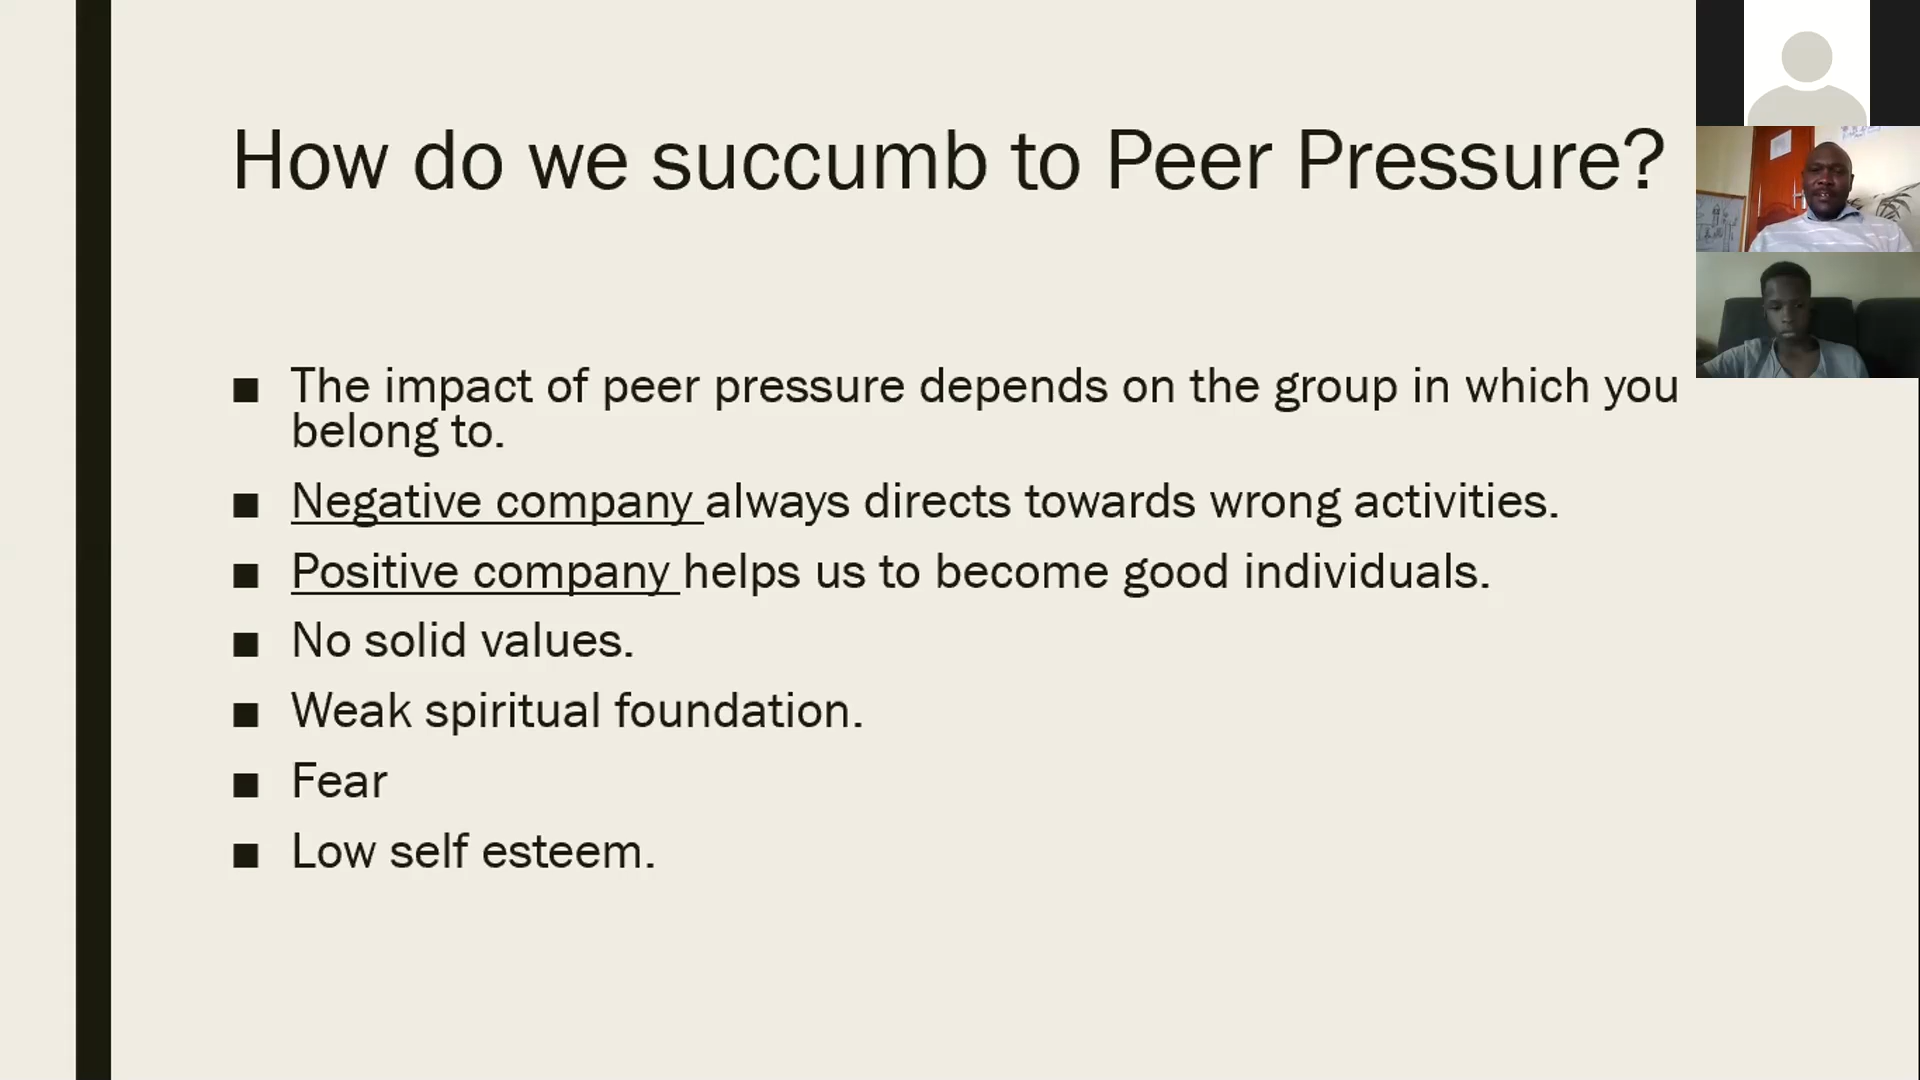 How do we succumb to Peer Pressure?
■ The impact of peer pressure depends on the group in which you
belong to.
■ Negative company always directs towards wrong activities.
■ Positive company helps us to become good individuals.
■ No solid values.
■ Weak spiritual foundation.
■ Fear
■ Low self esteem.